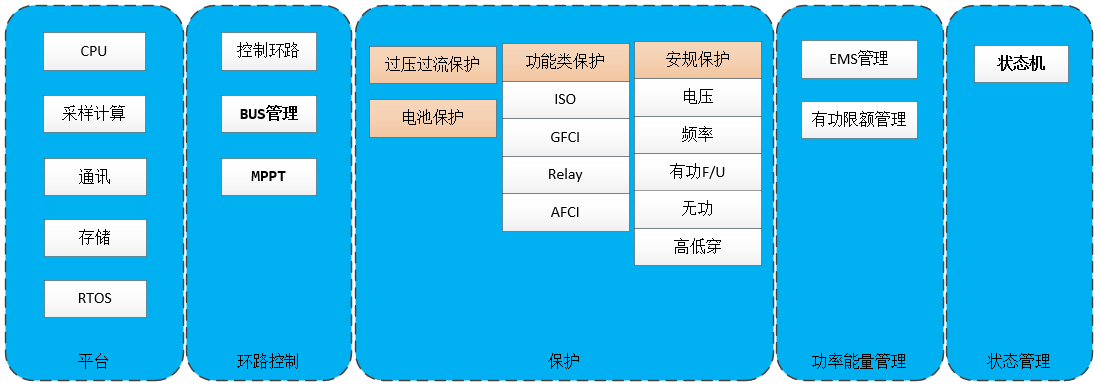 CPU
采样计算
通讯
存储
RTOS
平台
控制环路
BUS管理
MPPT
环路控制
过压过流保护
电池保护
功能类保护
ISO
GFCI
Relay
AFCI
安规保护
电压
频率
有功F/U
无功
高低穿
保护
EMS管理
有功限额管理
功率能量管理
状态机
状态管理